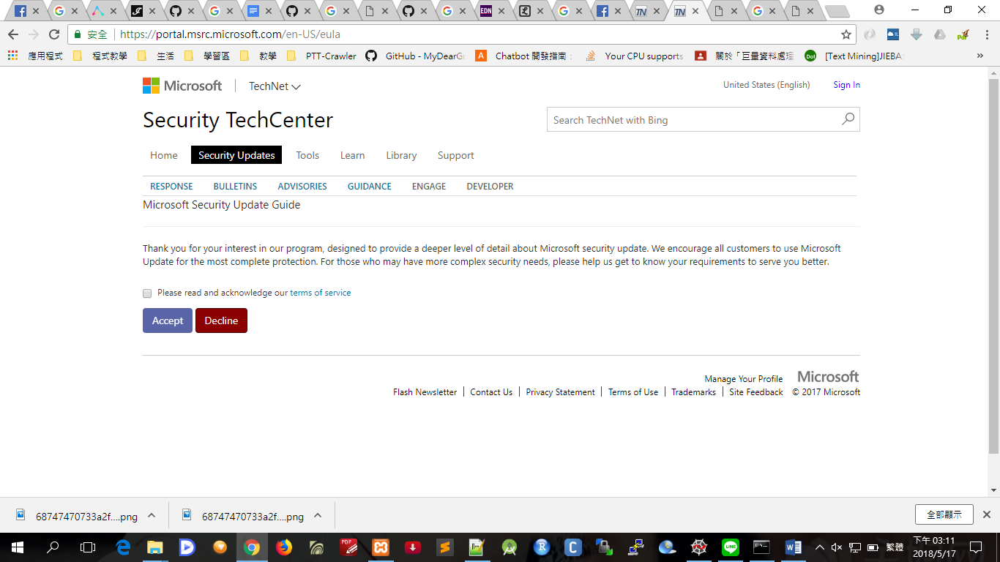 安全 https://portal.msrc.microsoft.com/en-US/eula
應用程式 程式教學 生活 學習區 教學 PTT-Crawler GitHub - MyDearGr Chatbot 開發指南 : Your CPU supports 關於「巨量資料處理 [Text Mining]JIEBA
Microsoft TechNet United States (English) Sign In
Security TechCenter Search TechNet with Bing
Home Security Updates Tools Learn Library Support
RESPONSE BULLETINS ADVISORIES GUIDANCE ENGAGE DEVELOPER
Microsoft Security Update Guide
Thank you for your interest in our program, designed to provide a deeper level of detail about Microsoft security update. We encourage all customers to use Microsoft
Update for the most complete protection. For those who may have more complex security needs, please help us get to know your requirements to serve you better.
Please read and acknowledge our terms of service
Accept Decline
Manage Your Profile Microsoft
Flash Newsletter Contact Us Privacy Statement Terms of Use Trademarks Site Feedback © 2017 Microsoft
68747470733a2f....png 68747470733a2f....png 全部顯示
繁體 下午 03:11
2018/5/17